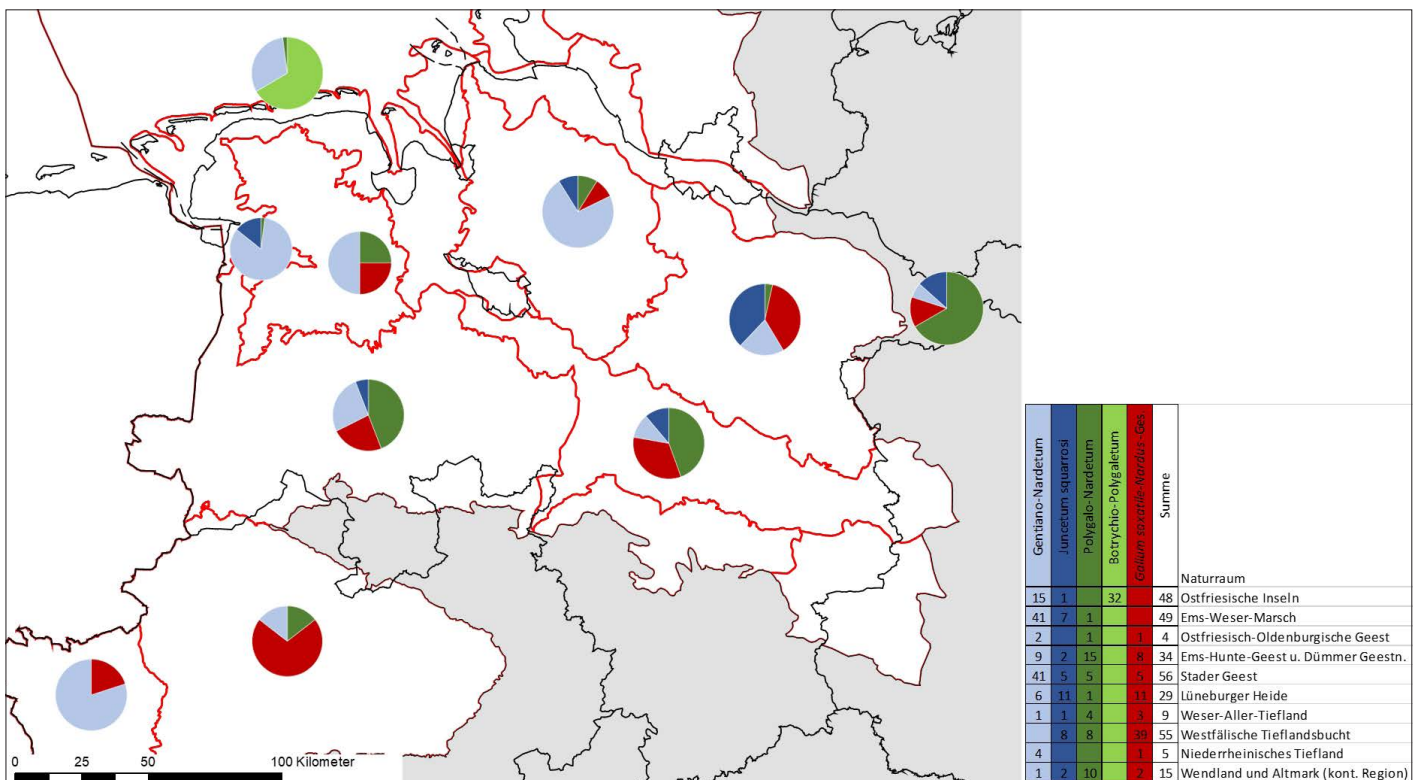 Gentiano-Nardetum
Juncetum squarrosi
Polygalo-Nardetum
Botrychio-Polygaletum
Galium saxatile-Nardus-Ges
Summe
Naturraum
15 1 32 48 Ostfriesische Inseln
41 7 1 49 Ems-Weser-Marsch
2 1 1 4 Ostfriesisch-Oldenburgische Geest
9 2 15 8 34 Ems-Hunte-Geest u. Dümmer Geestn.
41 5 5 5 56 Stader Geest
6 11 1 11 29 Lüneburger Heide
1 1 4 3 9 Weser-Aller-Tiefland
8 8 39 55 Westfälische Tieflandsbucht
4 1 5 Niederrheinisches Tiefland
1 2 10 2 15 Wendland und Altmark (kont. Region)
0 25 50 100 Kilometer